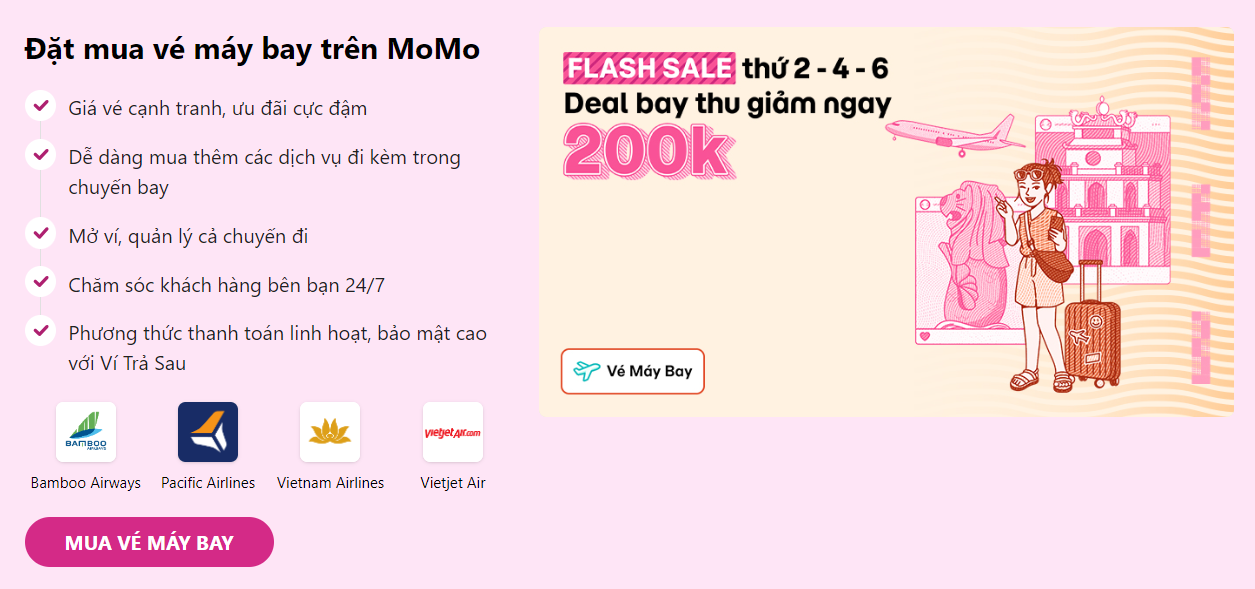 Đặt mua vé máy bay trên MoMo
Giá vé cạnh tranh, ưu đãi cực đậm
Dễ dàng mua thêm các dịch vụ đi kèm trong
chuyến bay
Mở ví, quản lý cả chuyến đi
Chăm sóc khách hàng bên bạn 24/7
Phương thức thanh toán linh hoạt, bảo mật cao
với Ví Trả Sau
BAMBOO
AIRWAYS
vietjetAir.com
Bamboo Airways
Pacific Airlines
Vietnam Airlines
Vietjet Air
MUA VÉ MÁY BAY
FLASH SALE thứ 2 - 4 - 6
Deal bay thu giảm ngay
200k
Vé Máy Bay